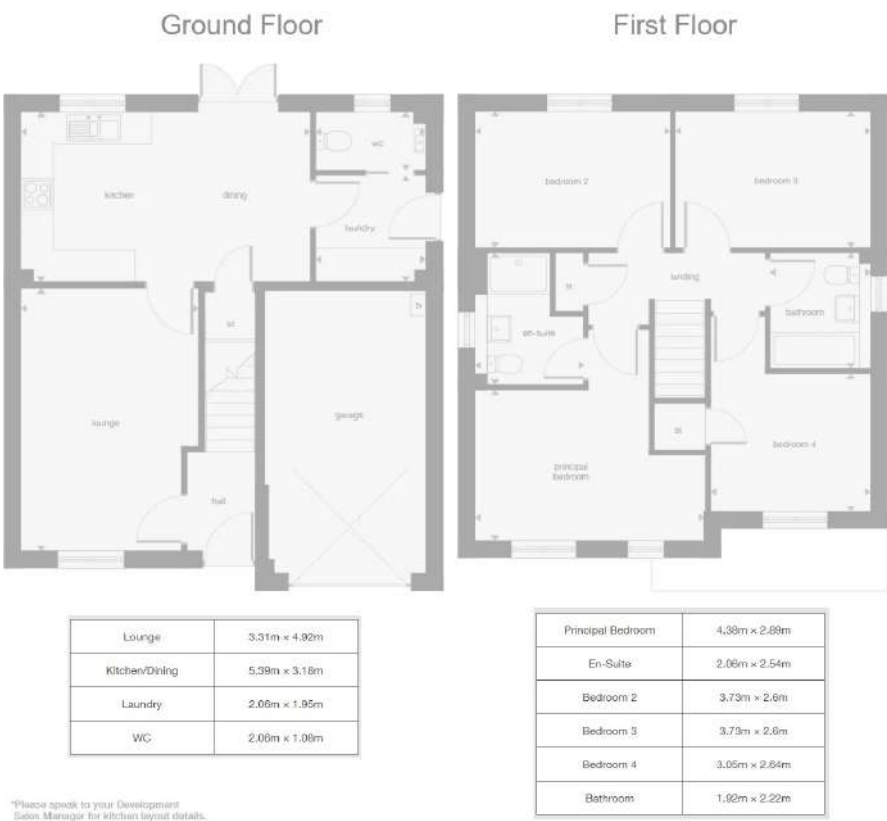 Ground Floor
First Floor
kitchen
dining
wc
laundry
st
lounge
hall
garage
b
bedroom 2
bedroom 3
landing
st
en-suite
bathroom
principal
bedroom
st
bedroom 4
Lounge 3.31m × 4.92m
Kitchen/Dining 5.39m × 3.18m
Laundry 2.06m × 1.95m
WC 2.06m × 1.08m
Principal Bedroom 4.38m × 2.89m
En-Suite 2.06m × 2.54m
Bedroom 2 3.73m × 2.6m
Bedroom 3 3.73m × 2.6m
Bedroom 4 3.05m × 2.64m
Bathroom 1.92m × 2.22m
*Please speak to your Development
Sales Manager for kitchen layout details.